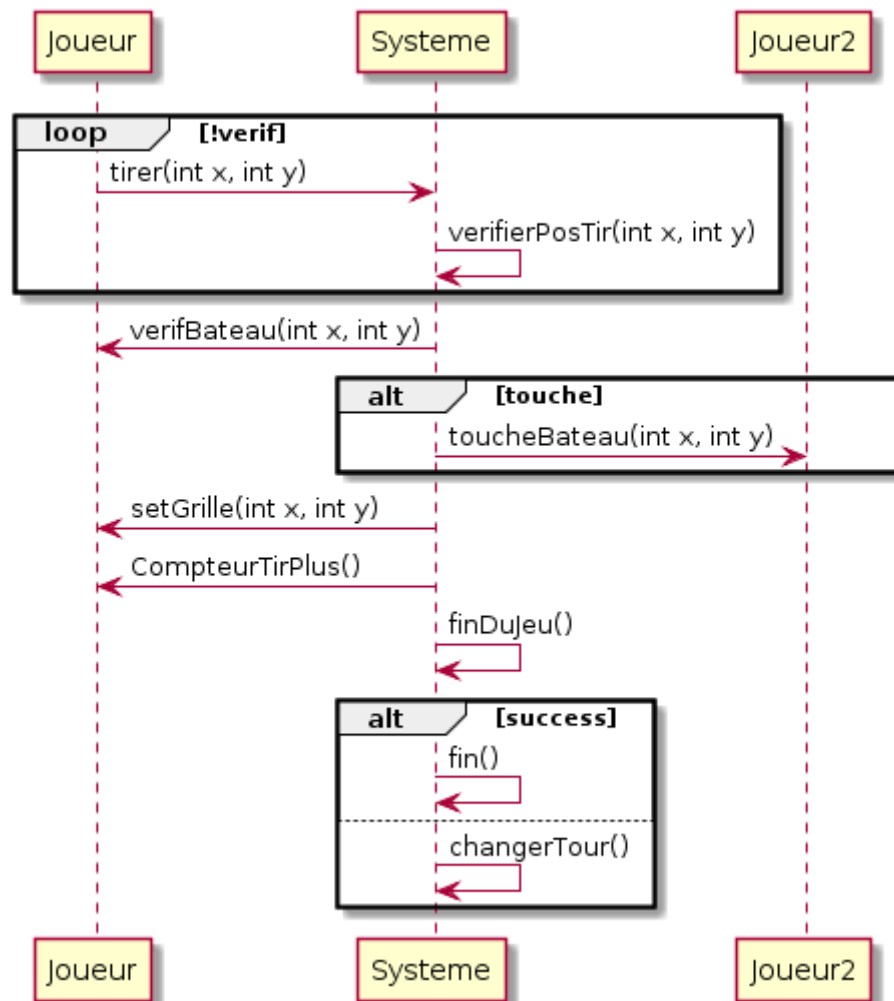 Joueur Systeme Joueur2
loop [!verif]
tirer(int x, int y)
verifierPosTir(int x, int y)
verifBateau(int x, int y)
alt [touche]
toucheBateau(int x, int y)
setGrille(int x, int y)
CompteurTirPlus()
finDuJeu()
alt [success]
fin()
changerTour()
Joueur Systeme Joueur2